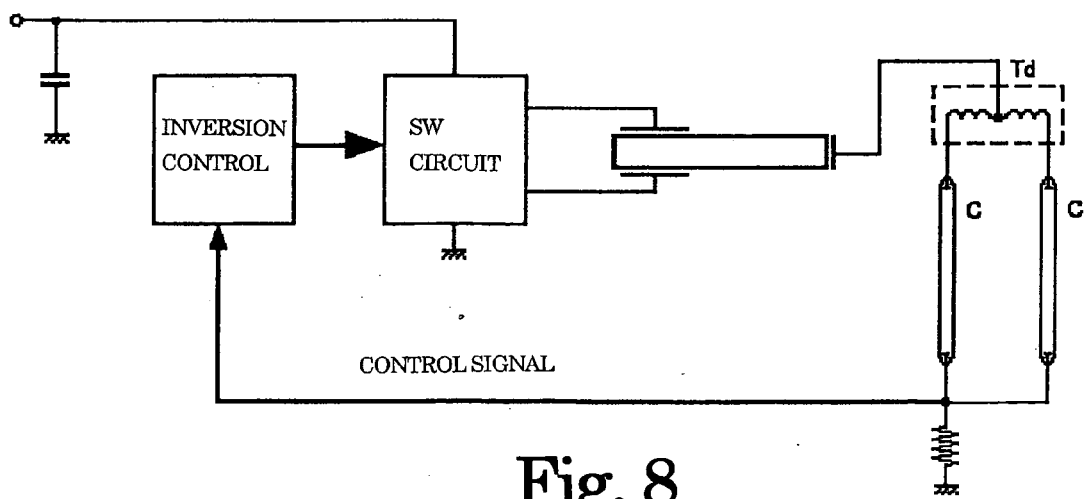 Td
INVERSION
CONTROL
SW
CIRCUIT
C
C
CONTROL SIGNAL
Fig. 8